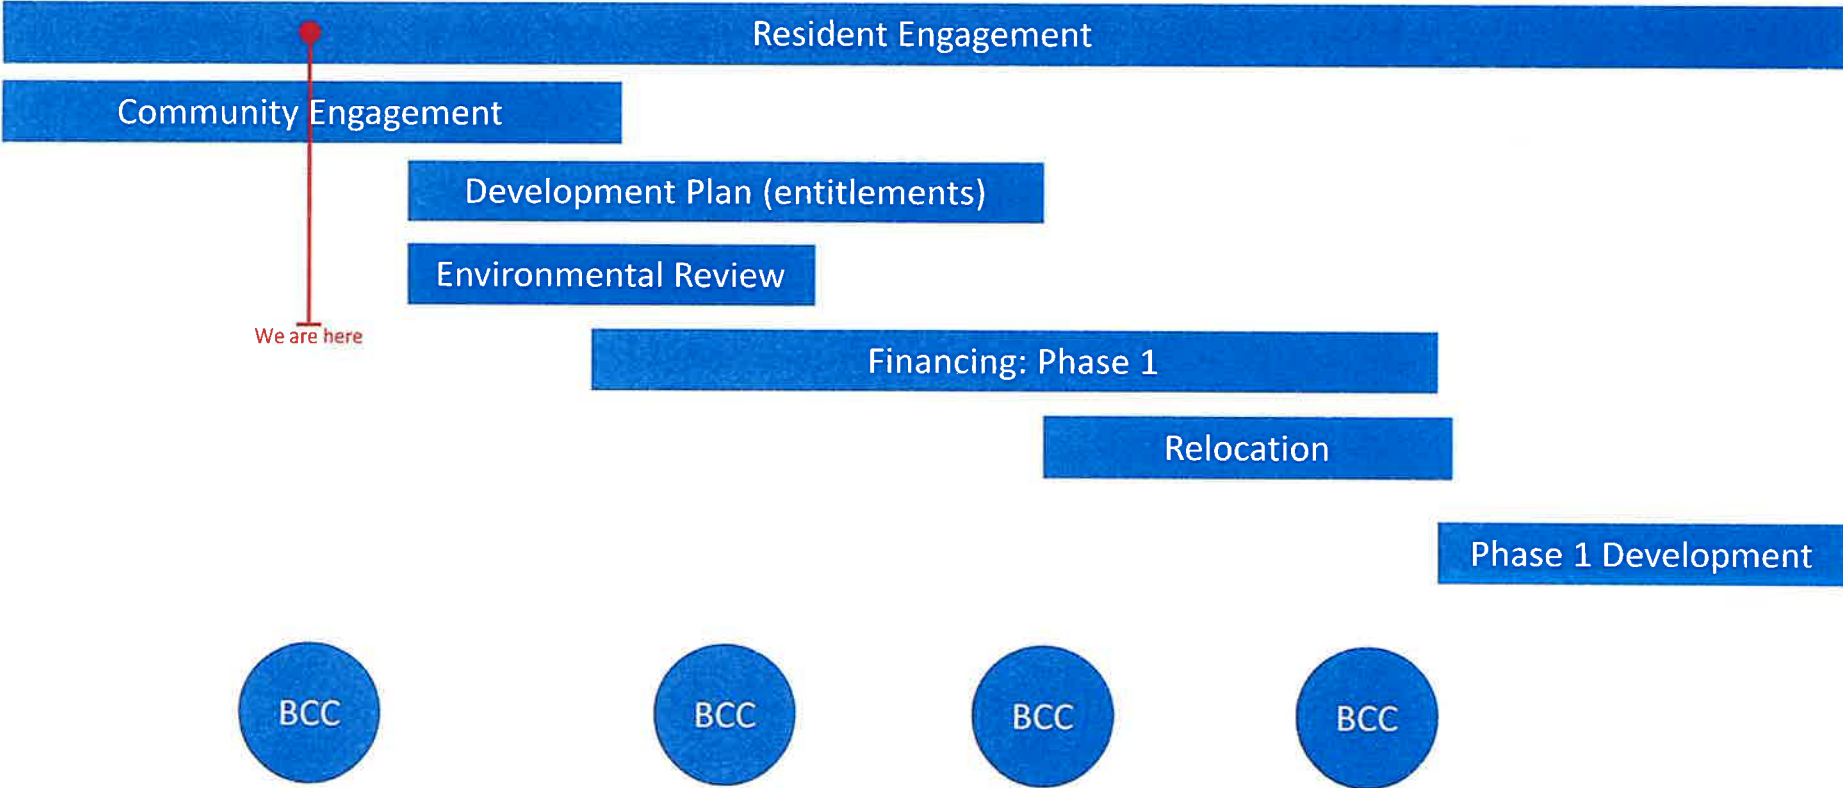 Resident Engagement
Community Engagement
Development Plan (entitlements)
Environmental Review
We are here
Financing: Phase 1
Relocation
Phase 1 Development
BCC
BCC
BCC
BCC